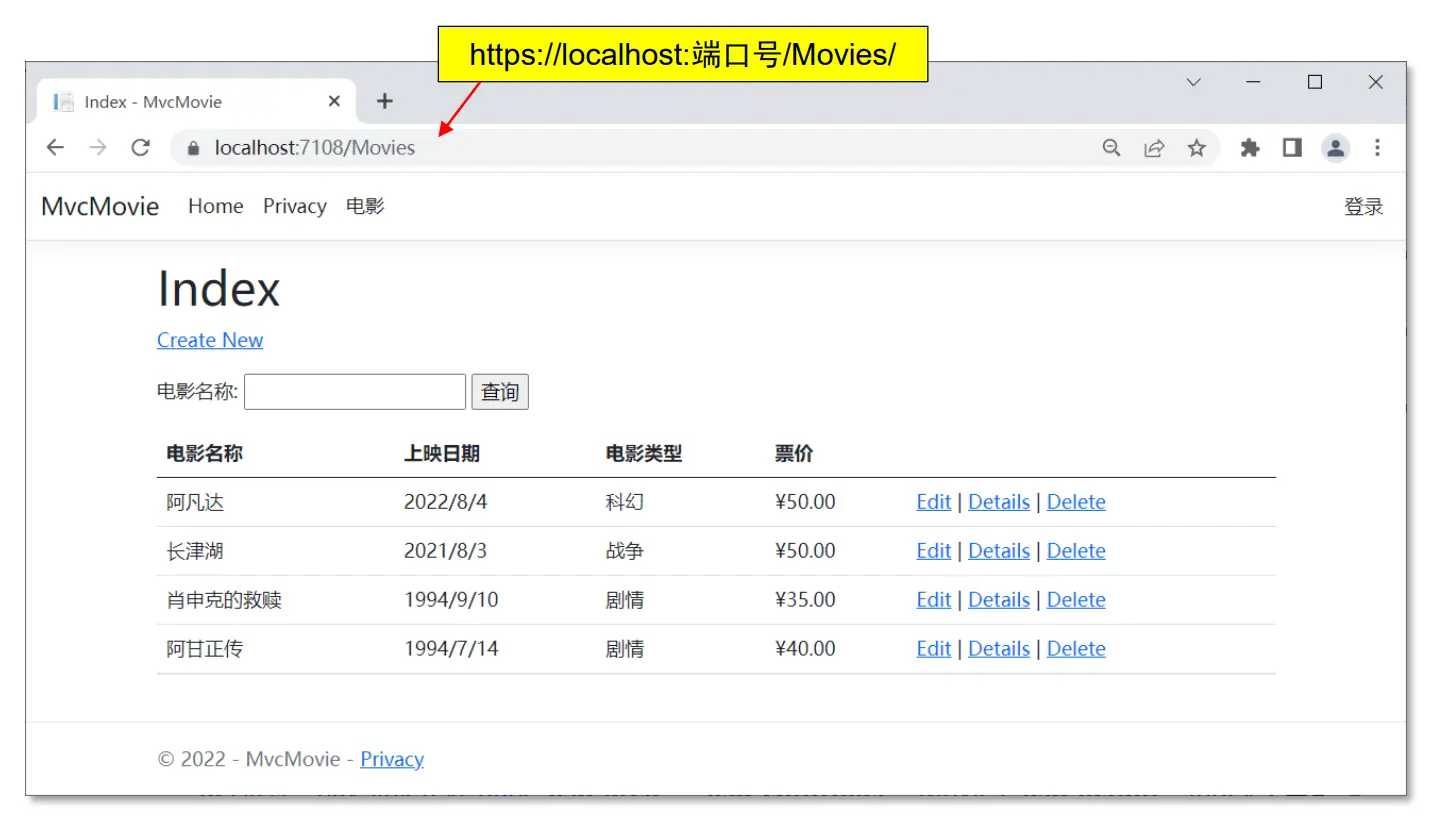 https://localhost:端口号/Movies/
Index - MvcMovie
localhost:7108/Movies
MvcMovie Home Privacy 电影 登录
Index
Create New
电影名称: 查询
电影名称 上映日期 电影类型 票价
阿凡达 2022/8/4 科幻 ¥50.00 Edit | Details | Delete
长津湖 2021/8/3 战争 ¥50.00 Edit | Details | Delete
肖申克的救赎 1994/9/10 剧情 ¥35.00 Edit | Details | Delete
阿甘正传 1994/7/14 剧情 ¥40.00 Edit | Details | Delete
© 2022 - MvcMovie - Privacy